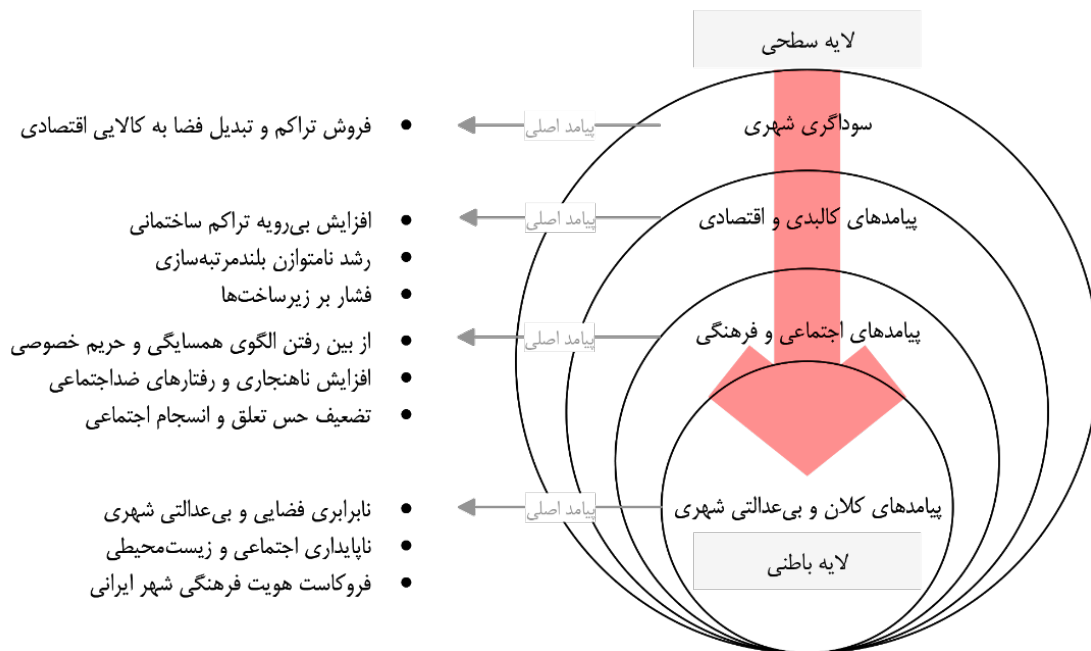 لایه سطحی
سوداگری شهری
پیامد اصلی
● فروش تراکم و تبدیل فضا به کالایی اقتصادی
پیامدهای کالبدی و اقتصادی
پیامد اصلی
● افزایش بی‌رویه تراکم ساختمانی
● رشد نامتوازن بلندمرتبه‌سازی
● فشار بر زیرساخت‌ها
پیامدهای اجتماعی و فرهنگی
پیامد اصلی
● از بین رفتن الگوی همسایگی و حریم خصوصی
● افزایش ناهنجاری و رفتارهای ضداجتماعی
● تضعیف حس تعلق و انسجام اجتماعی
پیامدهای کلان و بی‌عدالتی شهری
پیامد اصلی
● نابرابری فضایی و بی‌عدالتی شهری
● ناپایداری اجتماعی و زیست‌محیطی
● فروکاست هویت فرهنگی شهر ایرانی
لایه باطنی